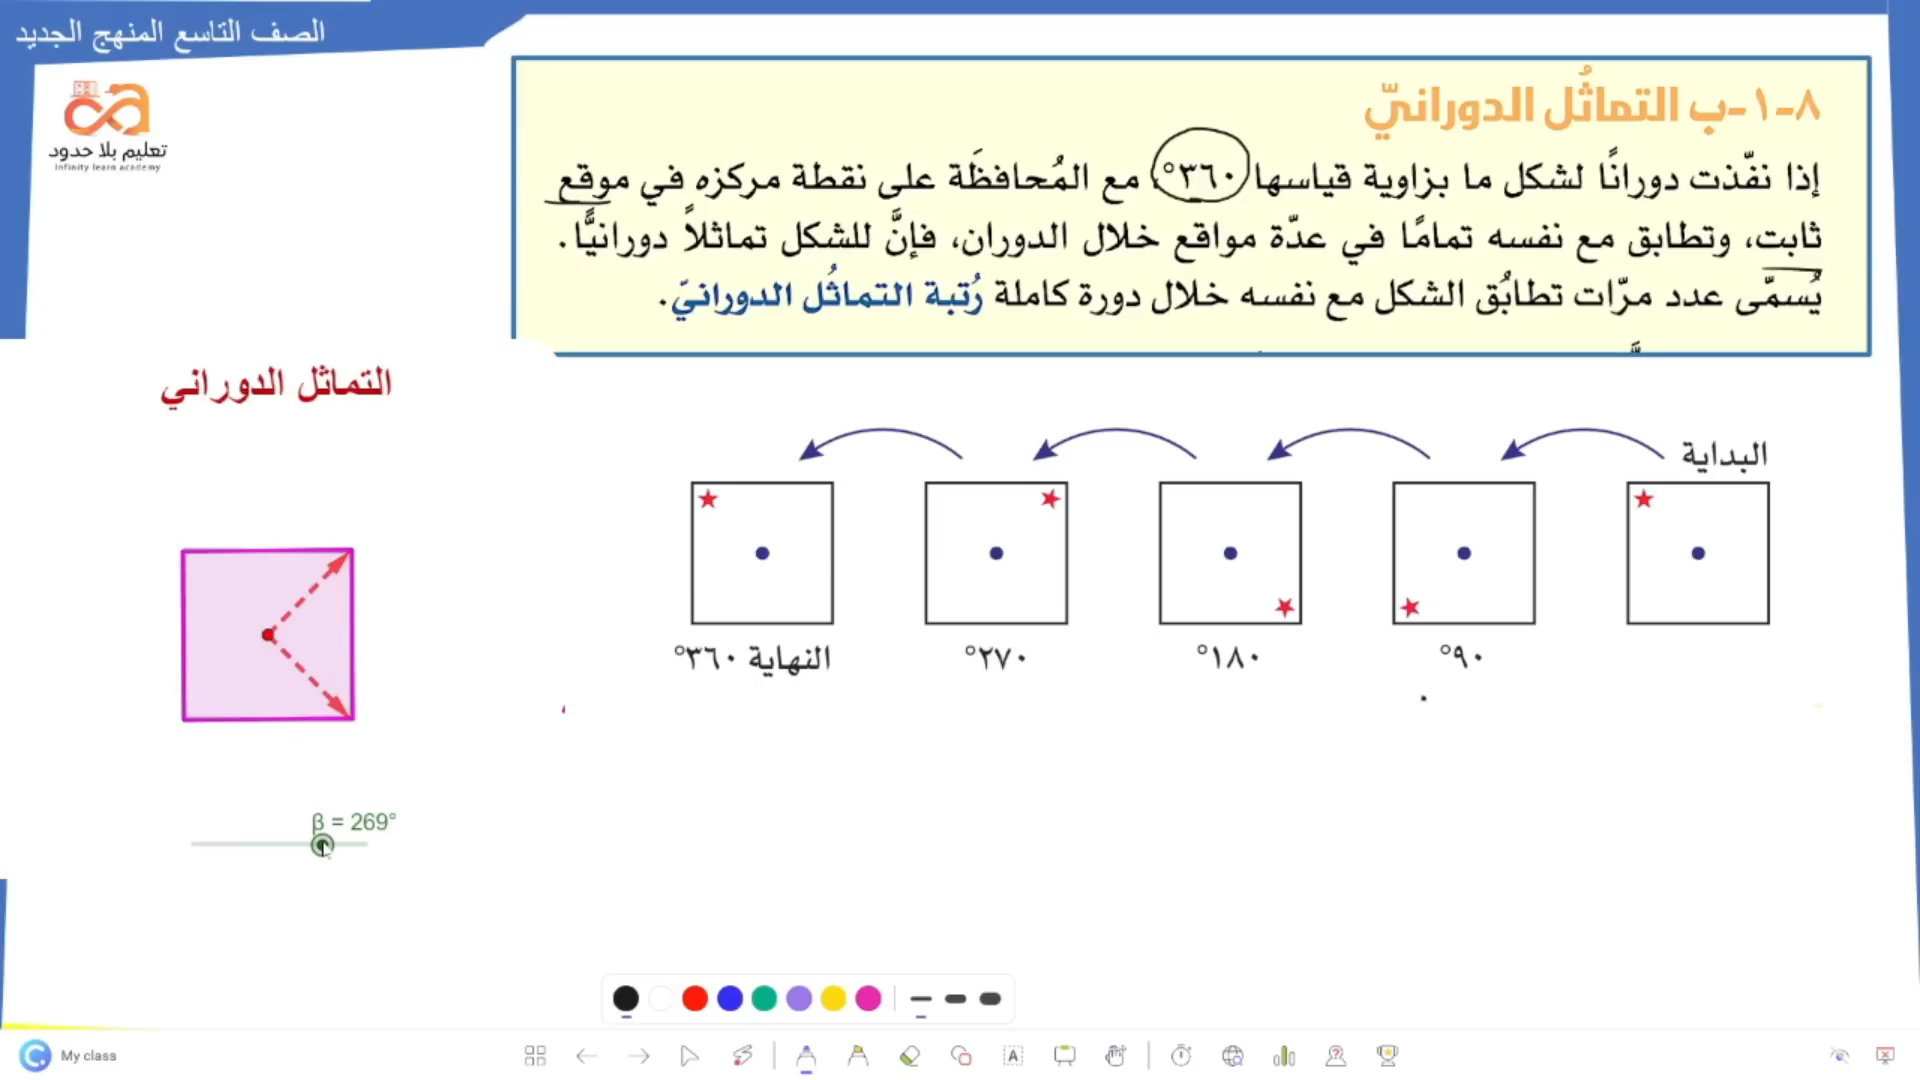 الصف التاسع المنهج الجديد
تعليم بلا حدود
Infinity learn academy
٨-١-ب التماثُل الدورانيّ
إذا نفّذت دورانًا لشكل ما بزاوية قياسها ٣٦٠° مع المُحافظَة على نقطة مركزه في موقع
ثابت، وتطابق مع نفسه تمامًا في عدّة مواقع خلال الدوران، فإنَّ للشكل تماثلاً دورانيًّا.
يُسمّى عدد مرّات تطابُق الشكل مع نفسه خلال دورة كاملة رُتبة التماثُل الدورانيّ.
التماثل الدوراني
البداية
٩٠°
١٨٠°
٢٧٠°
النهاية ٣٦٠°
β = 269°
My class